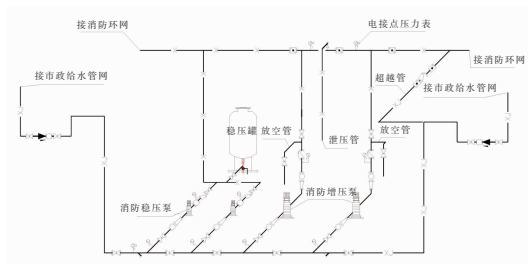 接消防环网
电接点压力表
接消防环网
接市政给水管网
超越管
接市政给水管网
稳压罐
放空管
泄压管
放空管
消防稳压泵
消防增压泵